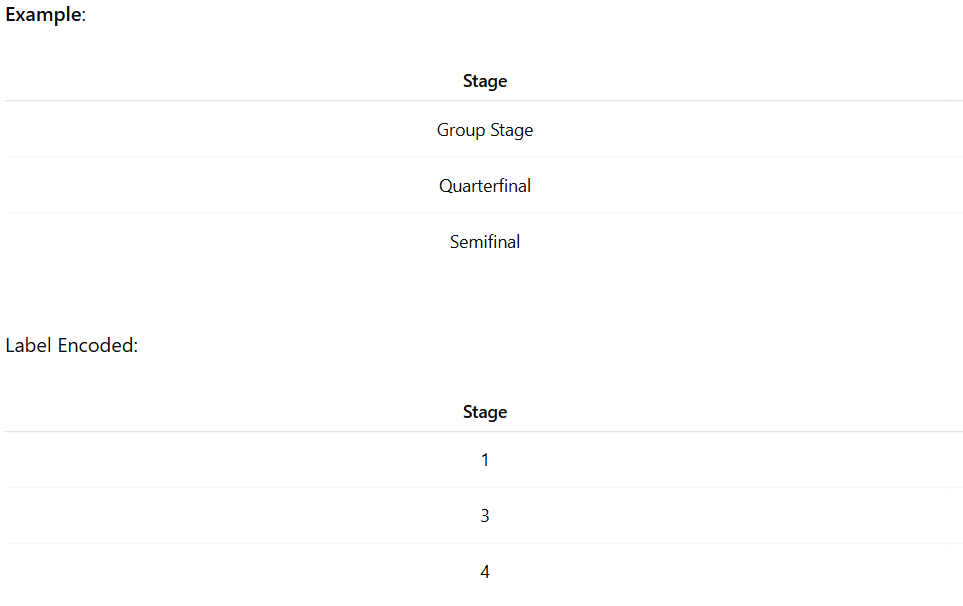 Example:
Stage
Group Stage
Quarterfinal
Semifinal
Label Encoded:
Stage
1
3
4